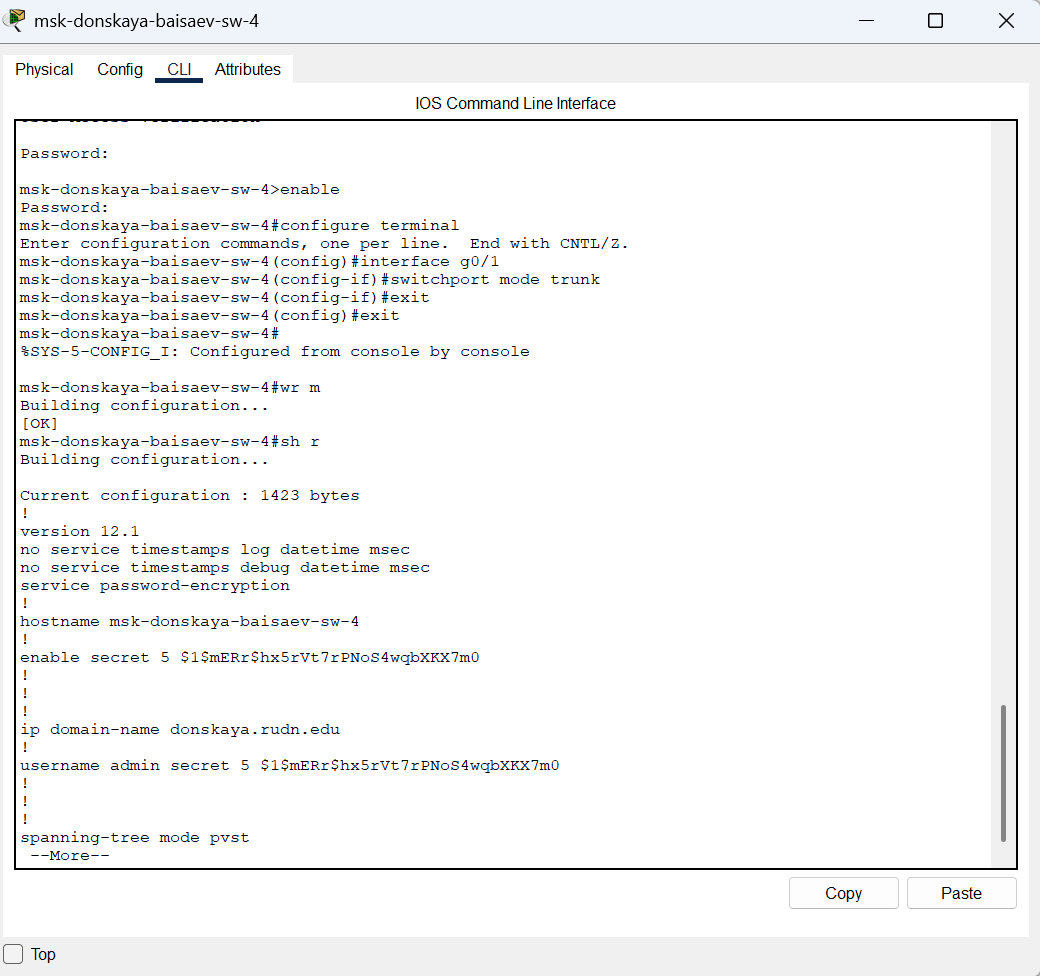 msk-donskaya-baisaev-sw-4
Physical Config CLI Attributes
IOS Command Line Interface
Password:
msk-donskaya-baisaev-sw-4>enable
Password:
msk-donskaya-baisaev-sw-4#configure terminal
Enter configuration commands, one per line.  End with CNTL/Z.
msk-donskaya-baisaev-sw-4(config)#interface g0/1
msk-donskaya-baisaev-sw-4(config-if)#switchport mode trunk
msk-donskaya-baisaev-sw-4(config-if)#exit
msk-donskaya-baisaev-sw-4(config)#exit
msk-donskaya-baisaev-sw-4#
%SYS-5-CONFIG_I: Configured from console by console
msk-donskaya-baisaev-sw-4#wr m
Building configuration...
[OK]
msk-donskaya-baisaev-sw-4#sh r
Building configuration...
Current configuration : 1423 bytes
!
version 12.1
no service timestamps log datetime msec
no service timestamps debug datetime msec
service password-encryption
!
hostname msk-donskaya-baisaev-sw-4
!
enable secret 5 $1$mERr$hx5rVt7rPNoS4wqbXKX7m0
!
!
!
ip domain-name donskaya.rudn.edu
!
username admin secret 5 $1$mERr$hx5rVt7rPNoS4wqbXKX7m0
!
!
!
spanning-tree mode pvst
--More--
Copy Paste
Top